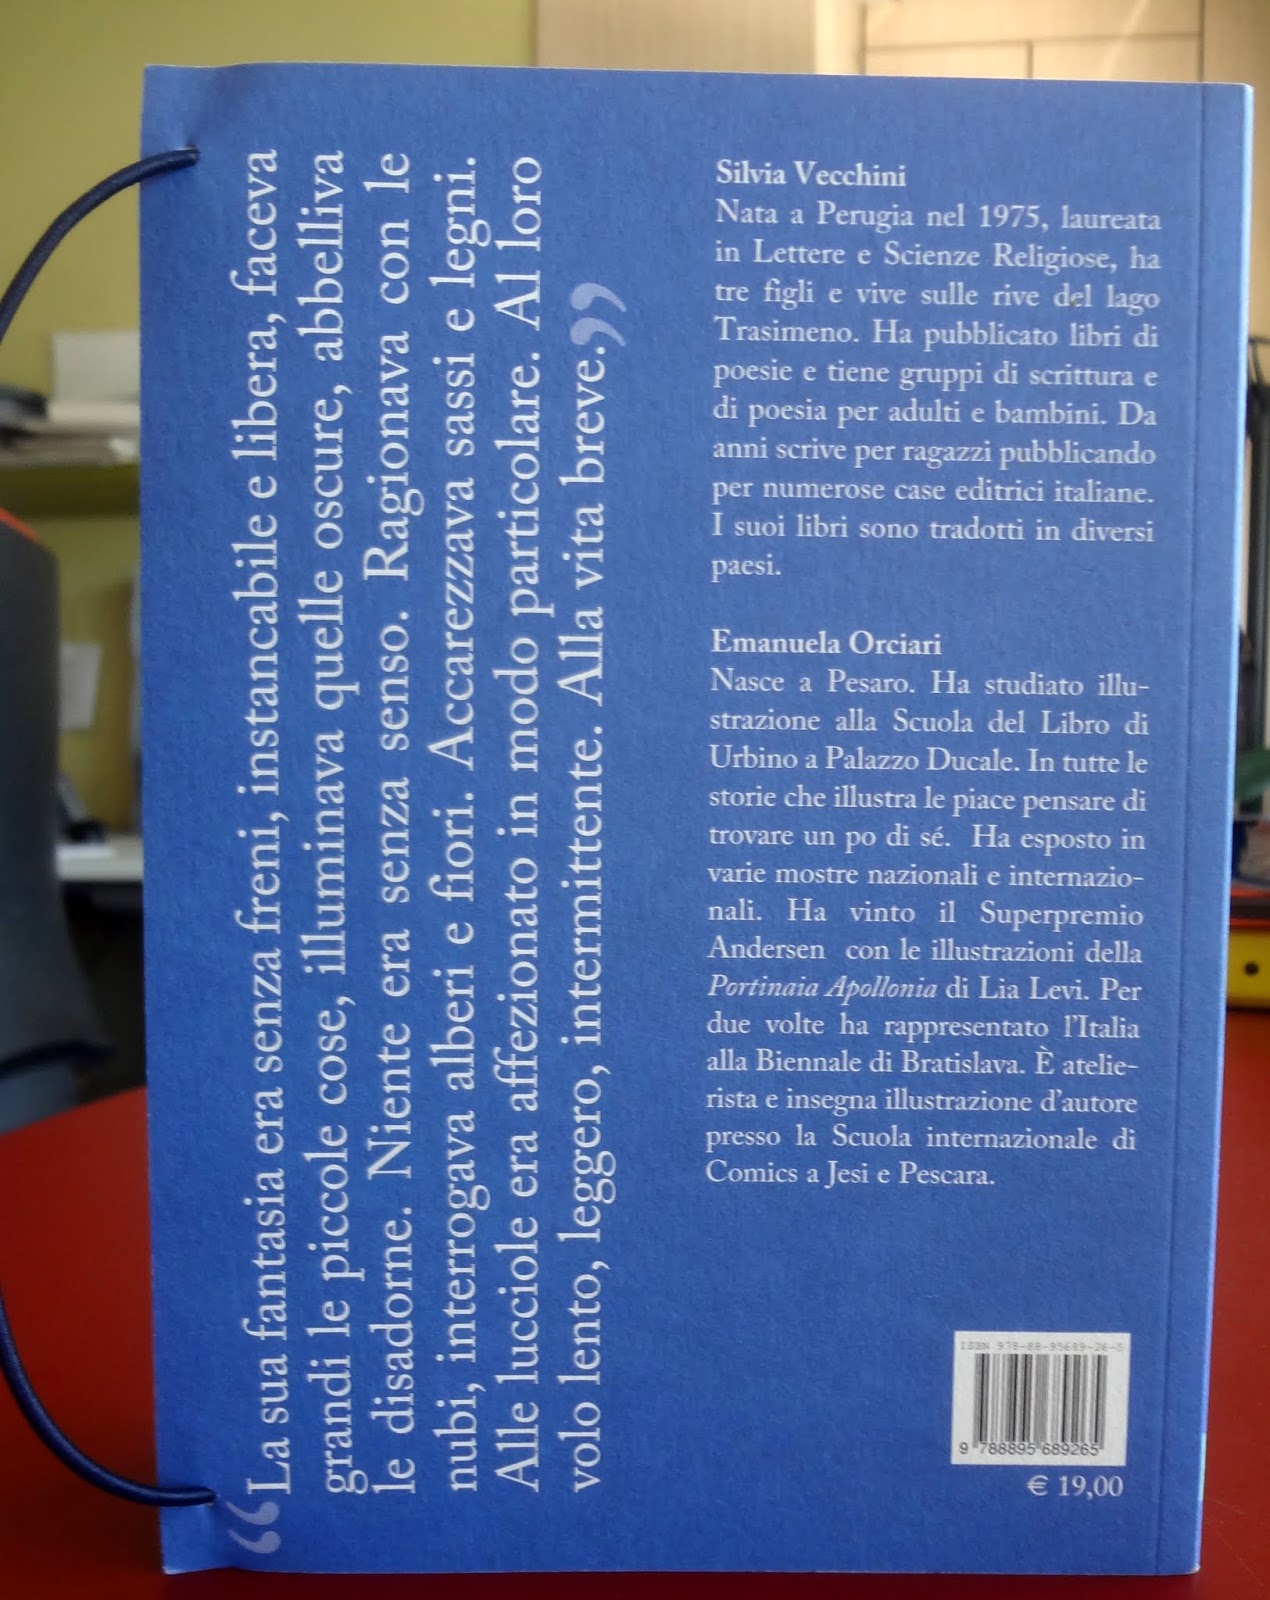 “La sua fantasia era senza freni, instancabile e libera, faceva
grandi le piccole cose, illuminava quelle oscure, abbelliva
le disadorne. Niente era senza senso. Ragionava con le
nubi, interrogava alberi e fiori. Accarezzava sassi e legni.
Alle lucciole era affezionato in modo particolare. Al loro
volo lento, leggero, intermittente. Alla vita breve.”
Silvia Vecchini
Nata a Perugia nel 1975, laureata
in Lettere e Scienze Religiose, ha
tre figli e vive sulle rive del lago
Trasimeno. Ha pubblicato libri di
poesie e tiene gruppi di scrittura e
di poesia per adulti e bambini. Da
anni scrive per ragazzi pubblicando
per numerose case editrici italiane.
I suoi libri sono tradotti in diversi
paesi.
Emanuela Orciari
Nasce a Pesaro. Ha studiato illu-
strazione alla Scuola del Libro di
Urbino a Palazzo Ducale. In tutte le
storie che illustra le piace pensare di
trovare un po di sé. Ha esposto in
varie mostre nazionali e internazio-
nali. Ha vinto il Superpremio
Andersen con le illustrazioni della
Portinaia Apollonia di Lia Levi. Per
due volte ha rappresentato l'Italia
alla Biennale di Bratislava. È atelie-
rista e insegna illustrazione d'autore
presso la Scuola internazionale di
Comics a Jesi e Pescara.
ISBN 978-88-95689-26-5
9 788895 689265
€ 19,00